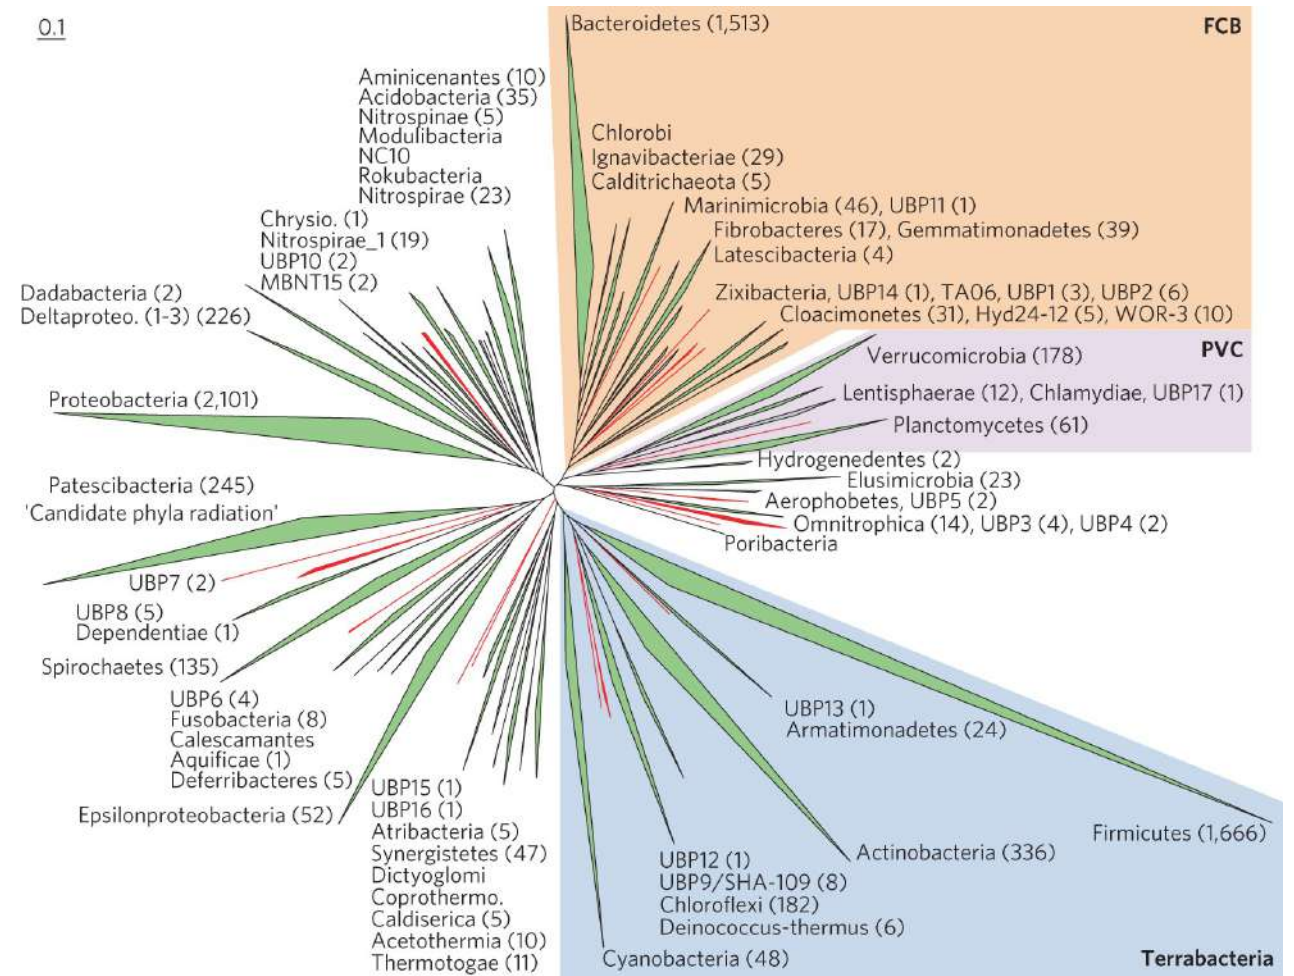 0.1
Bacteroidetes (1,513)
FCB
Aminicenantes (10)
Acidobacteria (35)
Nitrospinae (5)
Modulibacteria
NC10
Rokubacteria
Nitrospirae (23)
Chlorobi
Ignavibacteriae (29)
Calditrichaeota (5)
Marinimicrobia (46), UBP11 (1)
Fibrobacteres (17), Gemmatimonadetes (39)
Latescibacteria (4)
Chrysio. (1)
Nitrospirae_1 (19)
UBP10 (2)
MBNT15 (2)
Zixibacteria, UBP14 (1), TA06, UBP1 (3), UBP2 (6)
Cloacimonetes (31), Hyd24-12 (5), WOR-3 (10)
Dadabacteria (2)
Deltaproteo. (1-3) (226)
PVC
Verrucomicrobia (178)
Lentisphaerae (12), Chlamydiae, UBP17 (1)
Planctomycetes (61)
Proteobacteria (2,101)
Hydrogenedentes (2)
Elusimicrobia (23)
Aerophobetes, UBP5 (2)
Omnitrophica (14), UBP3 (4), UBP4 (2)
Poribacteria
Patescibacteria (245)
'Candidate phyla radiation'
UBP7 (2)
UBP8 (5)
Dependentiae (1)
Spirochaetes (135)
UBP6 (4)
Fusobacteria (8)
Calescamantes
Aquificae (1)
Deferribacteres (5)
Epsilonproteobacteria (52)
UBP15 (1)
UBP16 (1)
Atribacteria (5)
Synergistetes (47)
Dictyoglomi
Coprothermo.
Caldiserica (5)
Acetothermia (10)
Thermotogae (11)
UBP13 (1)
Armatimonadetes (24)
Firmicutes (1,666)
Actinobacteria (336)
UBP12 (1)
UBP9/SHA-109 (8)
Chloroflexi (182)
Deinococcus-thermus (6)
Cyanobacteria (48)
Terrabacteria